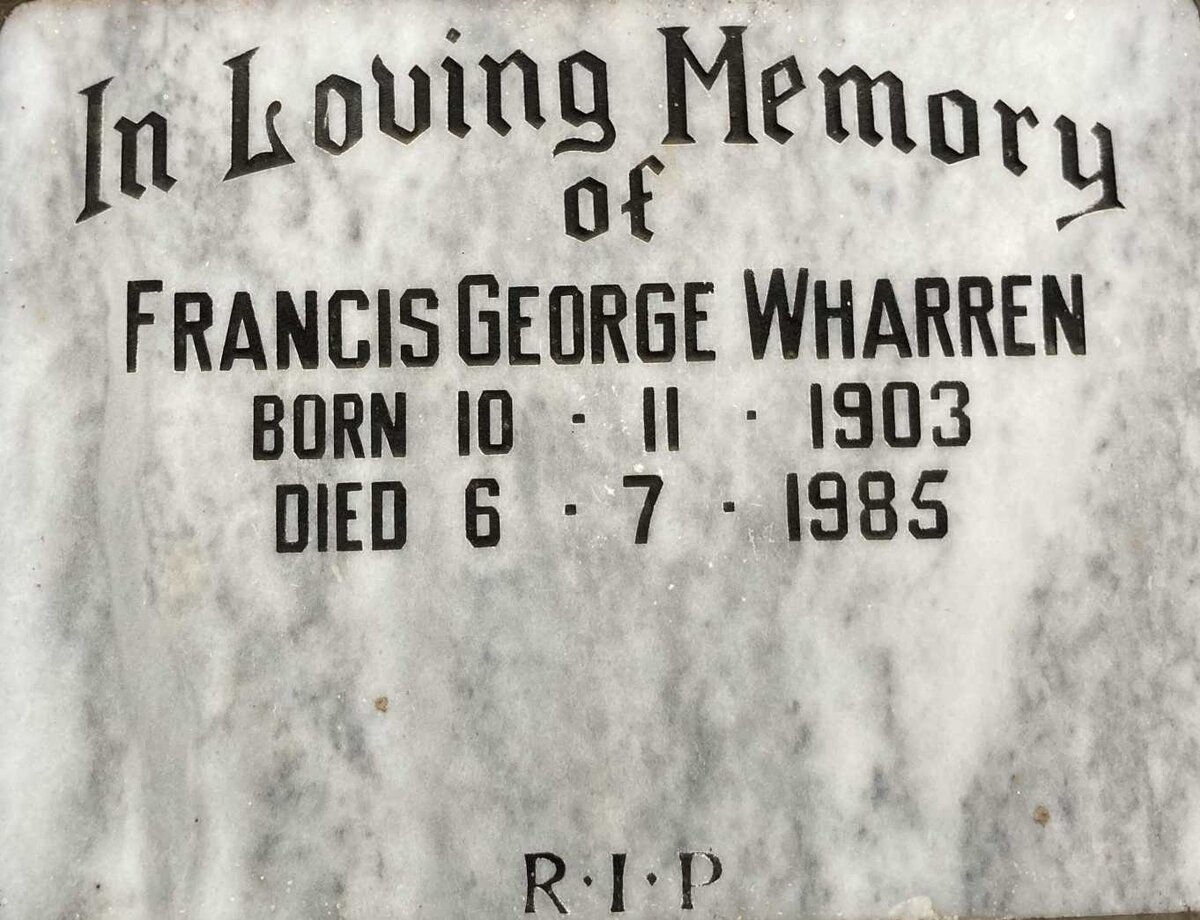 In Loving Memory
of
FRANCIS GEORGE WHARREN
BORN 10 · 11 · 1903
DIED 6 · 7 · 1985
R·I·P